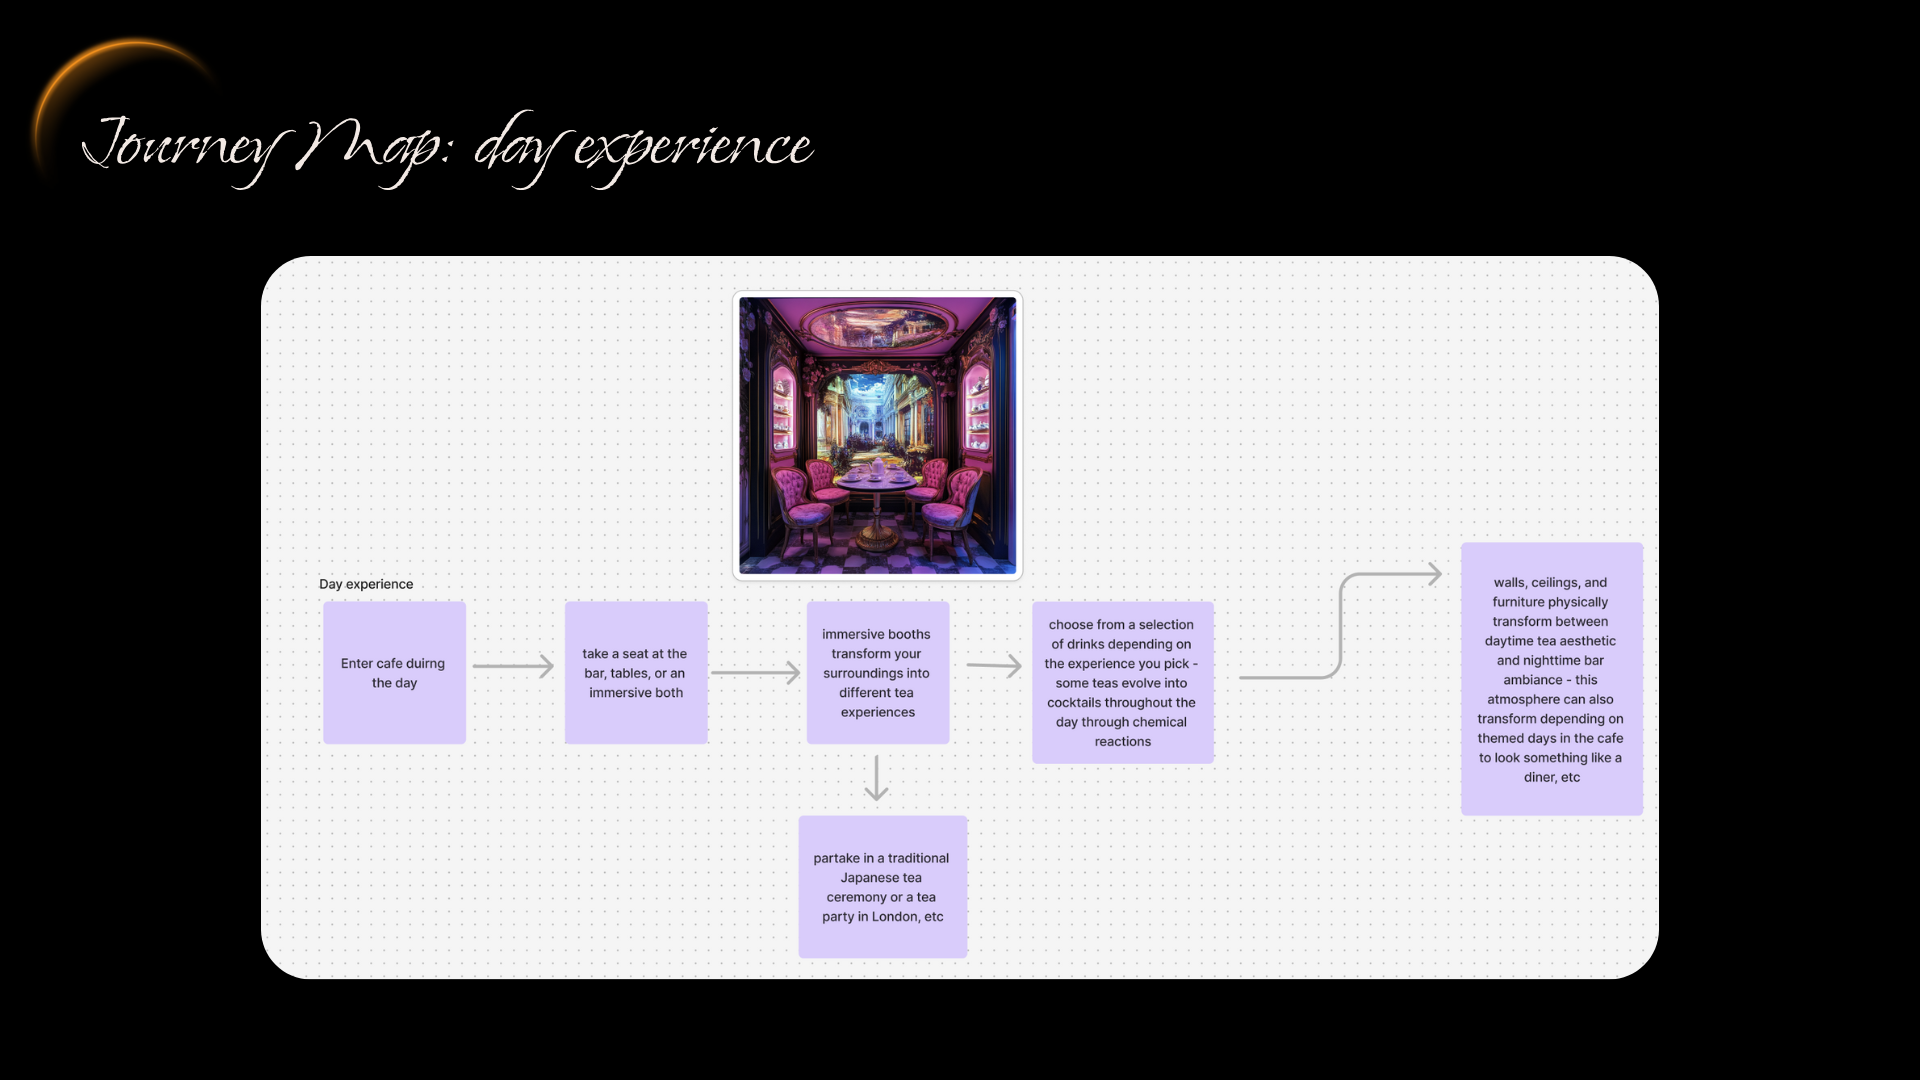 Journey Map: day experience
Day experience
Enter cafe duirng
the day
take a seat at the
bar, tables, or an
immersive both
immersive booths
transform your
surroundings into
different tea
experiences
partake in a traditional
Japanese tea
ceremony or a tea
party in London, etc
choose from a selection
of drinks depending on
the experience you pick -
some teas evolve into
cocktails throughout the
day through chemical
reactions
walls, ceilings, and
furniture physically
transform between
daytime tea aesthetic
and nighttime bar
ambiance - this
atmosphere can also
transform depending on
themed days in the cafe
to look something like a
diner, etc